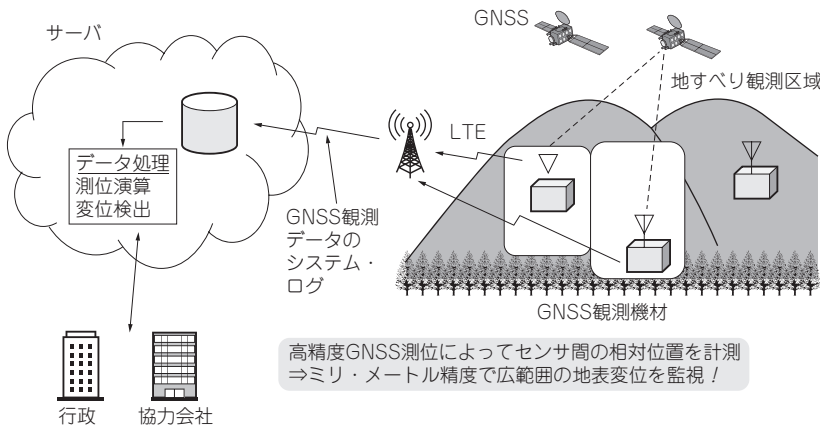 サーバ
GNSS
地すべり観測区域
LTE
データ処理
測位演算
変位検出
GNSS観測
データの
システム・
ログ
GNSS観測機材
高精度GNSS測位によってセンサ間の相対位置を計測
⇒ミリ・メートル精度で広範囲の地表変位を監視！
行政
協力会社